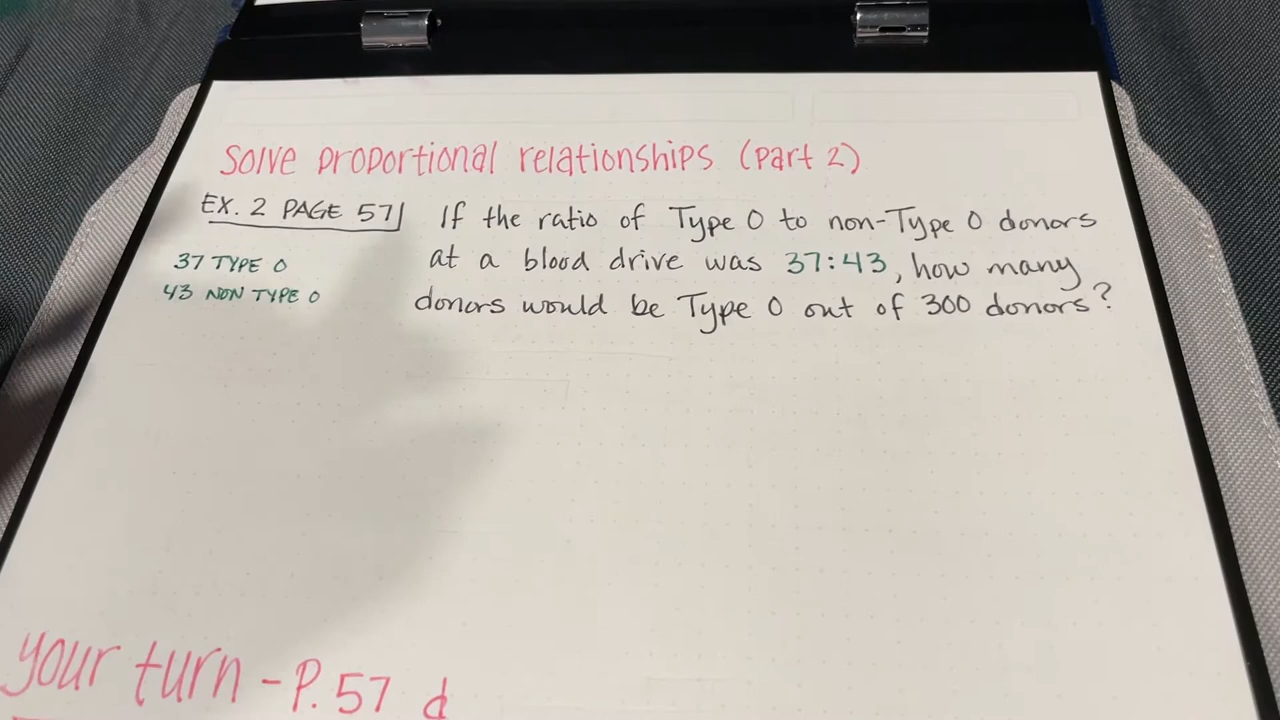 Solve proportional relationships (part 2)
EX. 2 PAGE 57
If the ratio of Type O to non-Type O donors
at a blood drive was 37:43, how many
donors would be Type O out of 300 donors?
37 TYPE O
43 NON TYPE O
your turn - P. 57 d